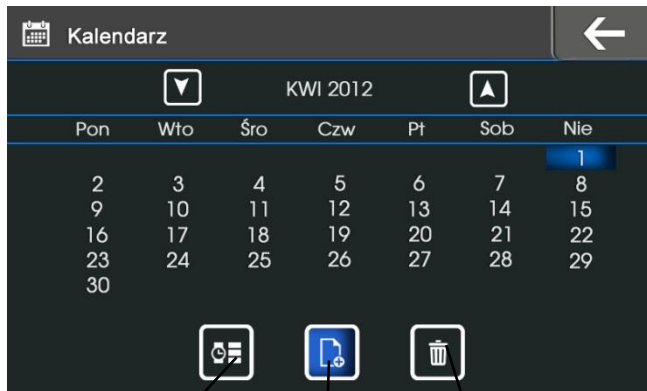 Kalendarz
KWI 2012
Pon Wto Śro Czw Pt Sob Nie
1
2 3 4 5 6 7 8
9 10 11 12 13 14 15
16 17 18 19 20 21 22
23 24 25 26 27 28 29
30